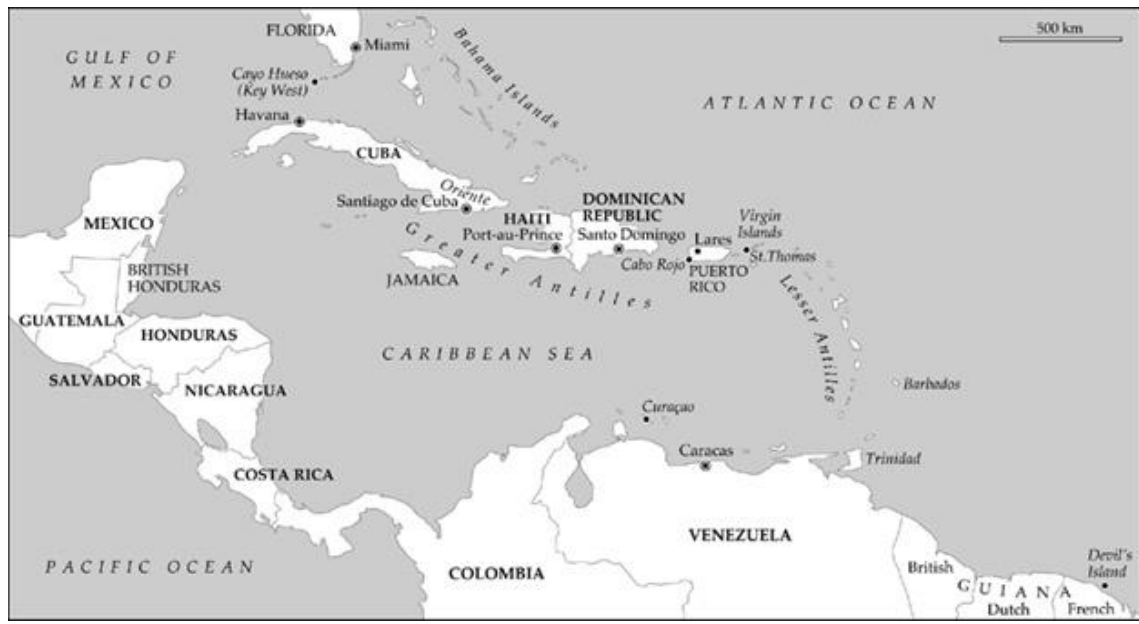 FLORIDA
Miami
GULF OF
MEXICO
Cayo Hueso
(Key West)
Havana
Bahama Islands
500 km
ATLANTIC OCEAN
CUBA
Oriente
Santiago de Cuba
HAITI
Port-au-Prince
DOMINICAN
REPUBLIC
Santo Domingo
Lares
Cabo Rojo
PUERTO
RICO
Virgin
Islands
St.Thomas
MEXICO
BRITISH
HONDURAS
JAMAICA
Greater Antilles
Lesser Antilles
GUATEMALA
HONDURAS
SALVADOR
NICARAGUA
CARIBBEAN SEA
Barbados
Curaçao
Caracas
Trinidad
COSTA RICA
VENEZUELA
PACIFIC OCEAN
COLOMBIA
British
GUIANA
Dutch
French
Devil's
Island